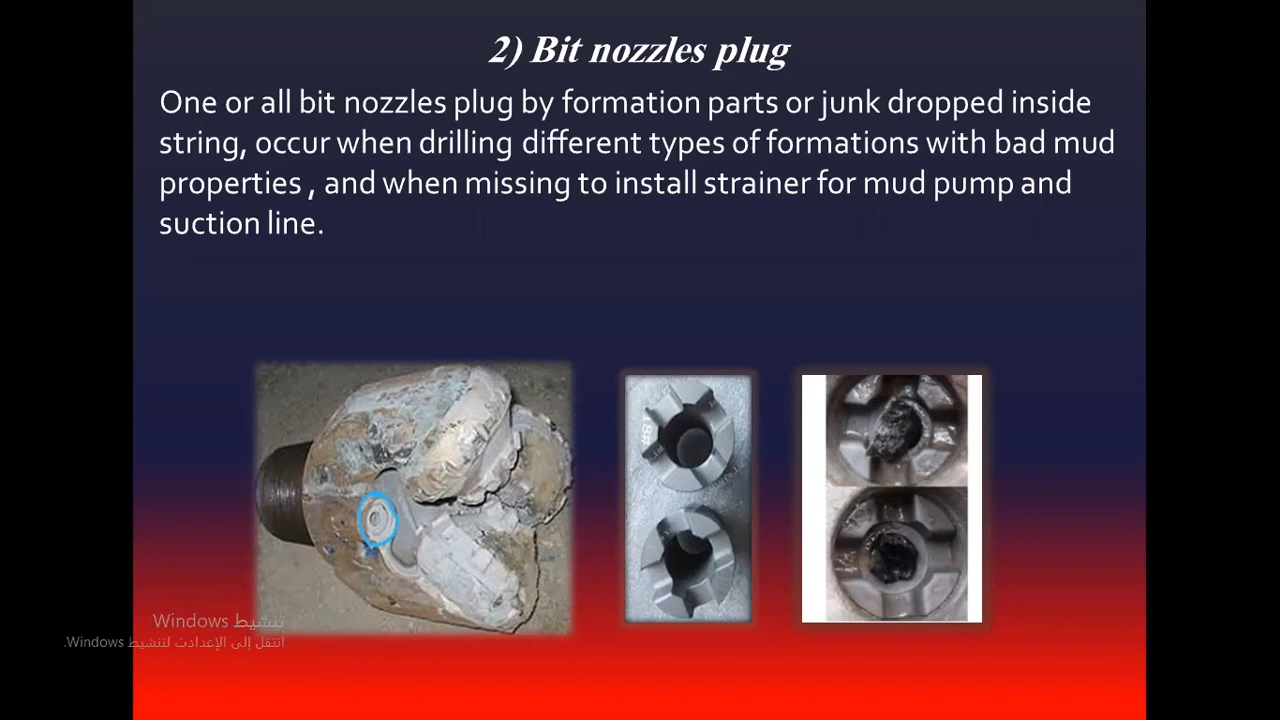 2) Bit nozzles plug
One or all bit nozzles plug by formation parts or junk dropped inside
string, occur when drilling different types of formations with bad mud
properties , and when missing to install strainer for mud pump and
suction line.
تنشيط Windows
انتقل إلى الإعدادت لتنشيط Windows.